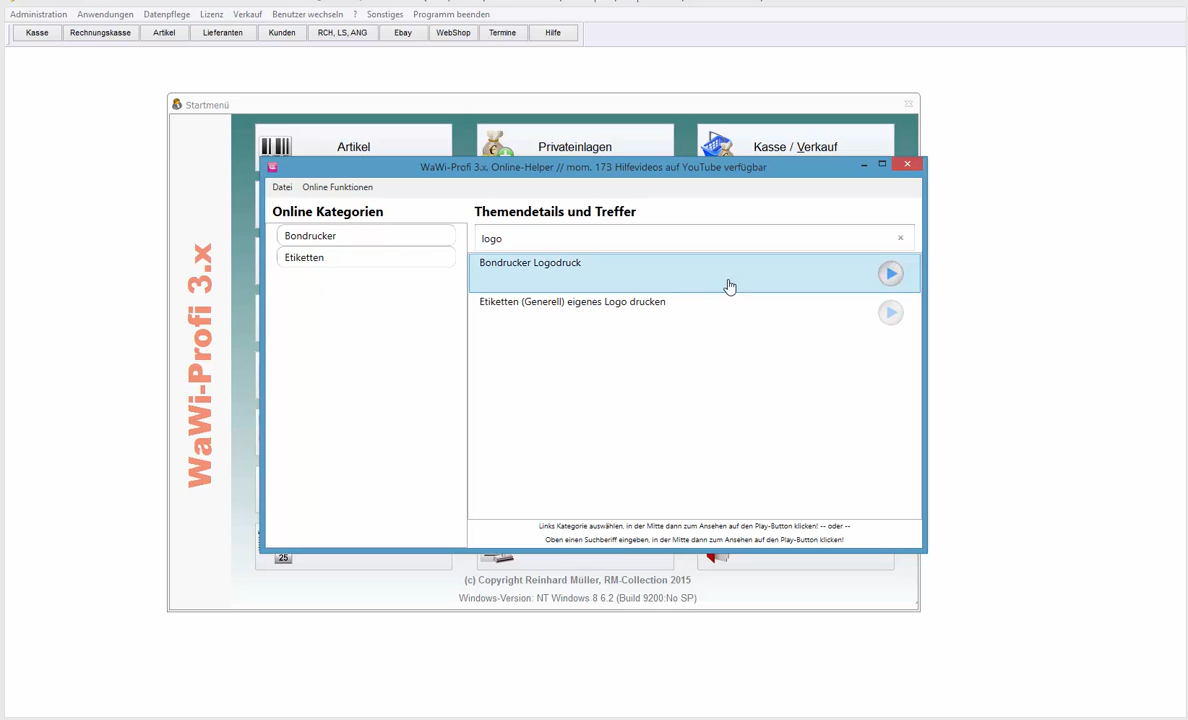 Administration Anwendungen Datenpflege Lizenz Verkauf Benutzer wechseln ? Sonstiges Programm beenden
Kasse Rechnungskasse Artikel Lieferanten Kunden RCH, LS, ANG Ebay WebShop Termine Hilfe
Startmenü
Artikel Privateinlagen Kasse / Verkauf
WaWi-Profi 3.x
WaWi-Profi 3.x, Online-Helper // mom. 173 Hilfevideos auf YouTube verfügbar
Datei Online Funktionen
Online Kategorien
Bondrucker
Etiketten
Themendetails und Treffer
logo
Bondrucker Logodruck
Etiketten (Generell) eigenes Logo drucken
Links Kategorie auswählen, in der Mitte dann zum Ansehen auf den Play-Button klicken! -- oder --
Oben einen Suchberiff eingeben, in der Mitte dann zum Ansehen auf den Play-Button klicken!
25
(c) Copyright Reinhard Müller, RM-Collection 2015
Windows-Version: NT Windows 8 6.2 (Build 9200:No SP)